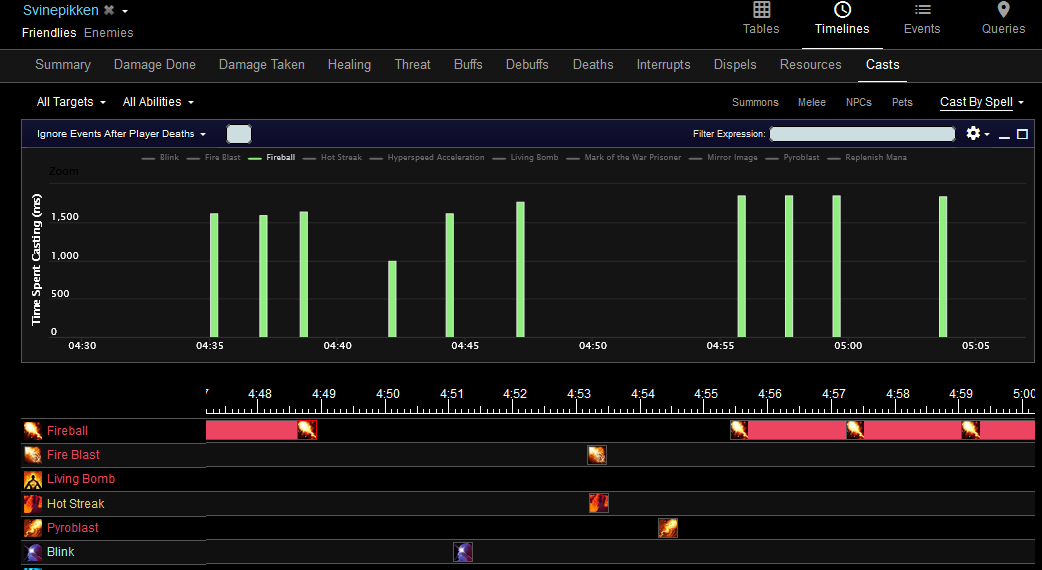 Svinepikken
Friendlies Enemies
Tables Timelines Events Queries
Summary Damage Done Damage Taken Healing Threat Buffs Debuffs Deaths Interrupts Dispels Resources Casts
All Targets All Abilities Summons Melee NPCs Pets Cast By Spell
Ignore Events After Player Deaths Filter Expression:
Blink Fire Blast Fireball Hot Streak Hyperspeed Acceleration Living Bomb Mark of the War Prisoner Mirror Image Pyroblast Replenish Mana
Zoom
Time Spent Casting (ms)
1,500
1,000
500
0
04:30 04:35 04:40 04:45 04:50 04:55 05:00 05:05
7 4:48 4:49 4:50 4:51 4:52 4:53 4:54 4:55 4:56 4:57 4:58 4:59 5:00
Fireball
Fire Blast
Living Bomb
Hot Streak
Pyroblast
Blink